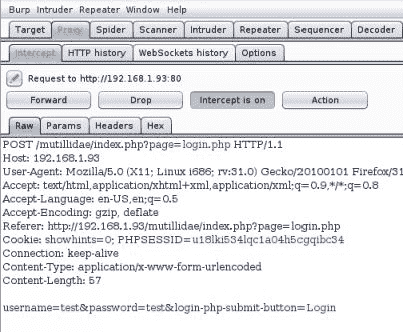 Burp Intruder Repeater Window Help
Target Proxy Spider Scanner Intruder Repeater Sequencer Decoder
Intercept HTTP history WebSockets history Options
Request to http://192.168.1.93:80
Forward Drop Intercept is on Action
Raw Params Headers Hex
POST /mutillidae/index.php?page=login.php HTTP/1.1
Host: 192.168.1.93
User-Agent: Mozilla/5.0 (X11; Linux i686; rv:31.0) Gecko/20100101 Firefox/31
Accept: text/html,application/xhtml+xml,application/xml;q=0.9,*/*;q=0.8
Accept-Language: en-US,en;q=0.5
Accept-Encoding: gzip, deflate
Referer: http://192.168.1.93/mutillidae/index.php?page=login.php
Cookie: showhints=0; PHPSESSID=u18lki534lqc1a04h5cgqibc34
Connection: keep-alive
Content-Type: application/x-www-form-urlencoded
Content-Length: 57
username=test&password=test&login-php-submit-button=Login